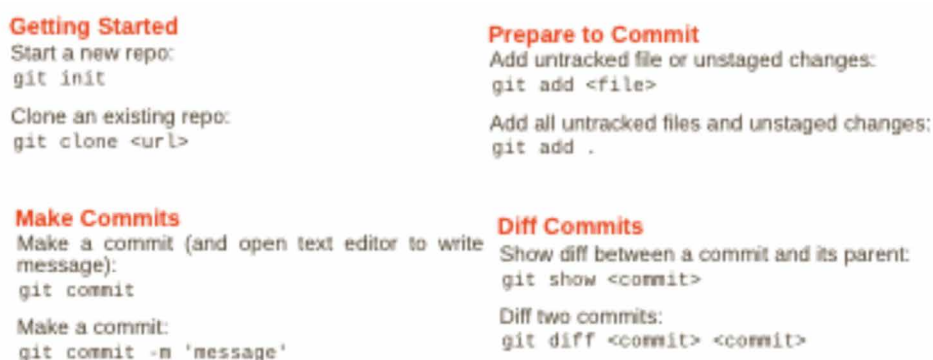 Getting Started
Start a new repo:
git init
Clone an existing repo:
git clone <url>
Prepare to Commit
Add untracked file or unstaged changes:
git add <file>
Add all untracked files and unstaged changes:
git add .
Make Commits
Make a commit (and open text editor to write
message):
git commit
Make a commit:
git commit -m 'message'
Diff Commits
Show diff between a commit and its parent:
git show <commit>
Diff two commits:
git diff <commit> <commit>